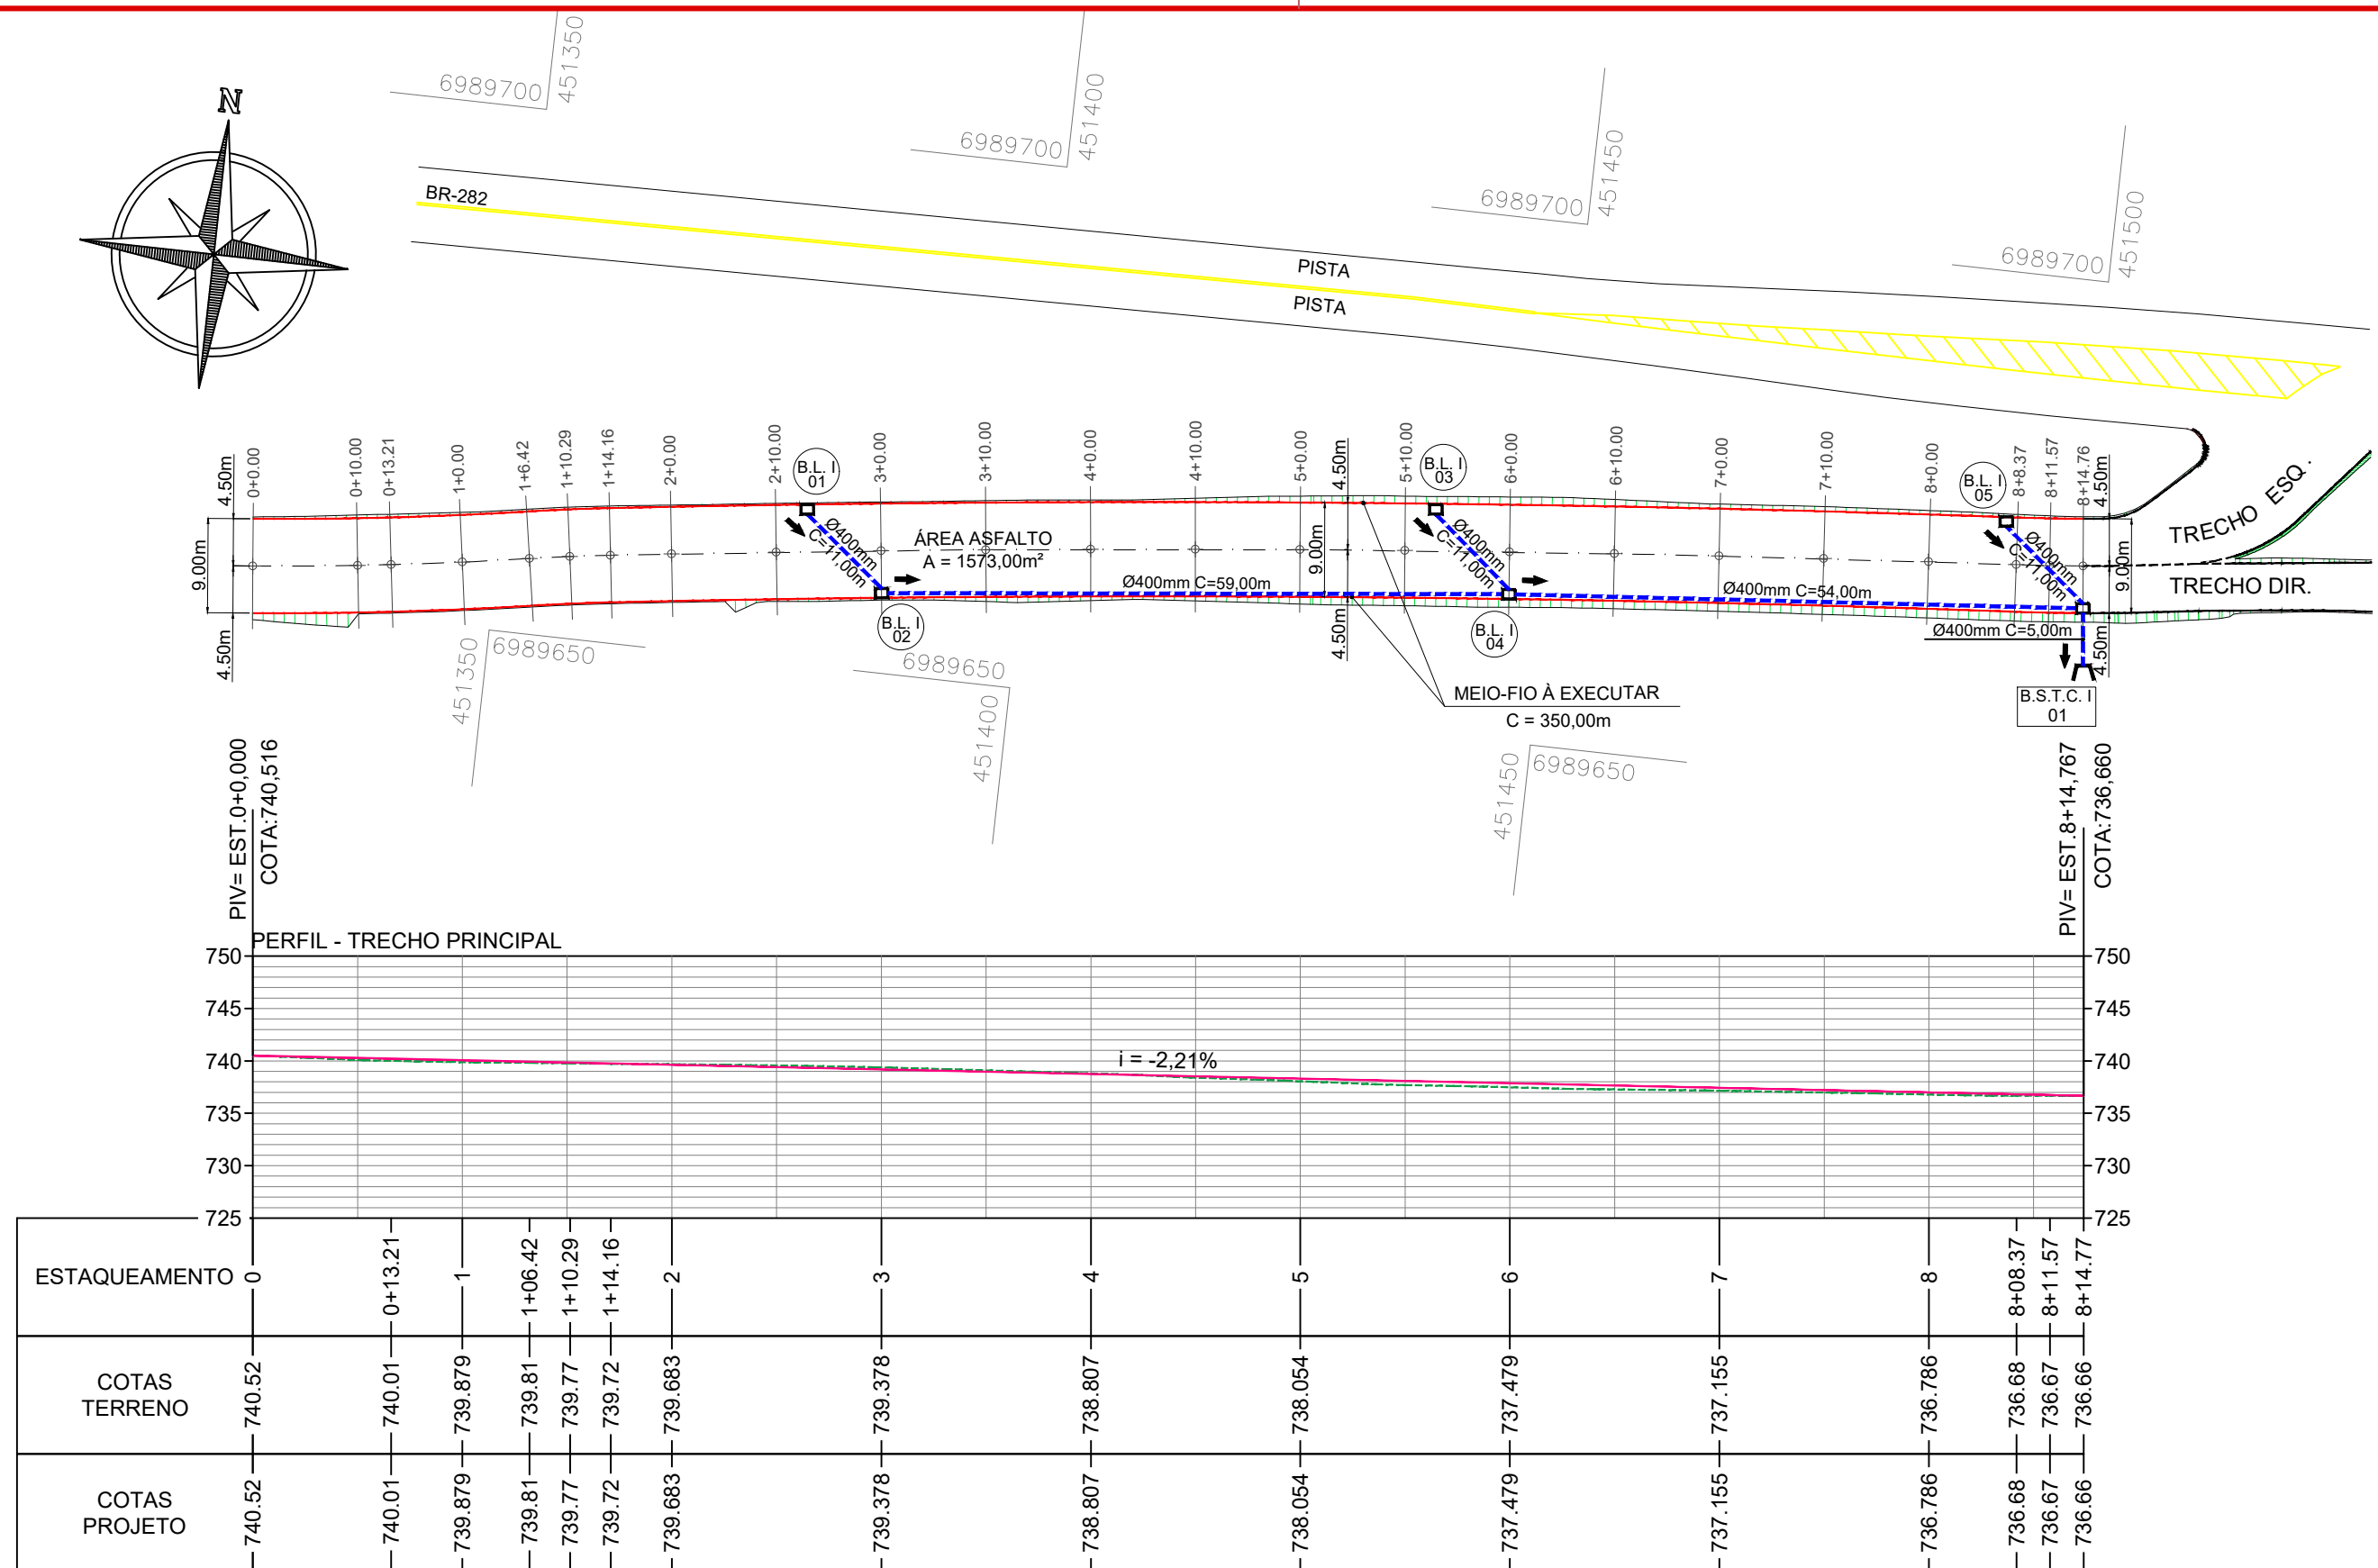 N
6989700
451350
6989700
451400
6989700
451450
6989700
451500
BR-282
PISTA
PISTA
4.50m
9.00m
4.50m
0+0.00
0+10.00
0+13.21
1+0.00
1+6.42
1+10.29
1+14.16
2+0.00
2+10.00
B.L. I
01
3+0.00
3+10.00
4+0.00
4+10.00
5+0.00
4.50m
9.00m
4.50m
5+10.00
B.L. I
03
6+0.00
6+10.00
7+0.00
7+10.00
8+0.00
B.L. I
05
8+8.37
8+11.57
8+14.76
4.50m
9.00m
4.50m
TRECHO ESQ.
TRECHO DIR.
Ø400mm
C=11,00m
ÁREA ASFALTO
A = 1573,00m²
Ø400mm C=59,00m
Ø400mm
C=11,00m
Ø400mm C=54,00m
Ø400mm
C=11,00m
Ø400mm C=5,00m
B.L. I
02
B.L. I
04
B.S.T.C. I
01
MEIO-FIO À EXECUTAR
C = 350,00m
451350
6989650
6989650
451400
451450
6989650
PIV= EST.0+0,000
COTA:740,516
PIV= EST.8+14,767
COTA:736,660
PERFIL - TRECHO PRINCIPAL
750
745
740
735
730
725
i = -2,21%
750
745
740
735
730
725
ESTAQUEAMENTO
0
0+13.21
1
1+06.42
1+10.29
1+14.16
2
3
4
5
6
7
8
8+08.37
8+11.57
8+14.77
COTAS
TERRENO
740.52
740.01
739.879
739.81
739.77
739.72
739.683
739.378
738.807
738.054
737.479
737.155
736.786
736.68
736.67
736.66
COTAS
PROJETO
740.52
740.01
739.879
739.81
739.77
739.72
739.683
739.378
738.807
738.054
737.479
737.155
736.786
736.68
736.67
736.66